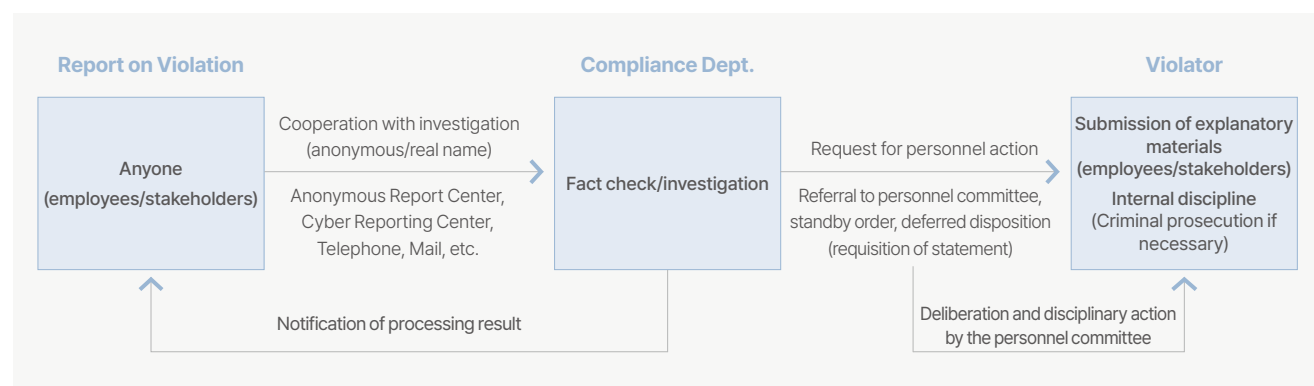 Report on Violation
Anyone
(employees/stakeholders)
Cooperation with investigation
(anonymous/real name)
Anonymous Report Center,
Cyber Reporting Center,
Telephone, Mail, etc.
Compliance Dept.
Fact check/investigation
Request for personnel action
Referral to personnel committee,
standby order, deferred disposition
(requisition of statement)
Violator
Submission of explanatory
materials
(employees/stakeholders)
Internal discipline
(Criminal prosecution if
necessary)
Notification of processing result
Deliberation and disciplinary action
by the personnel committee